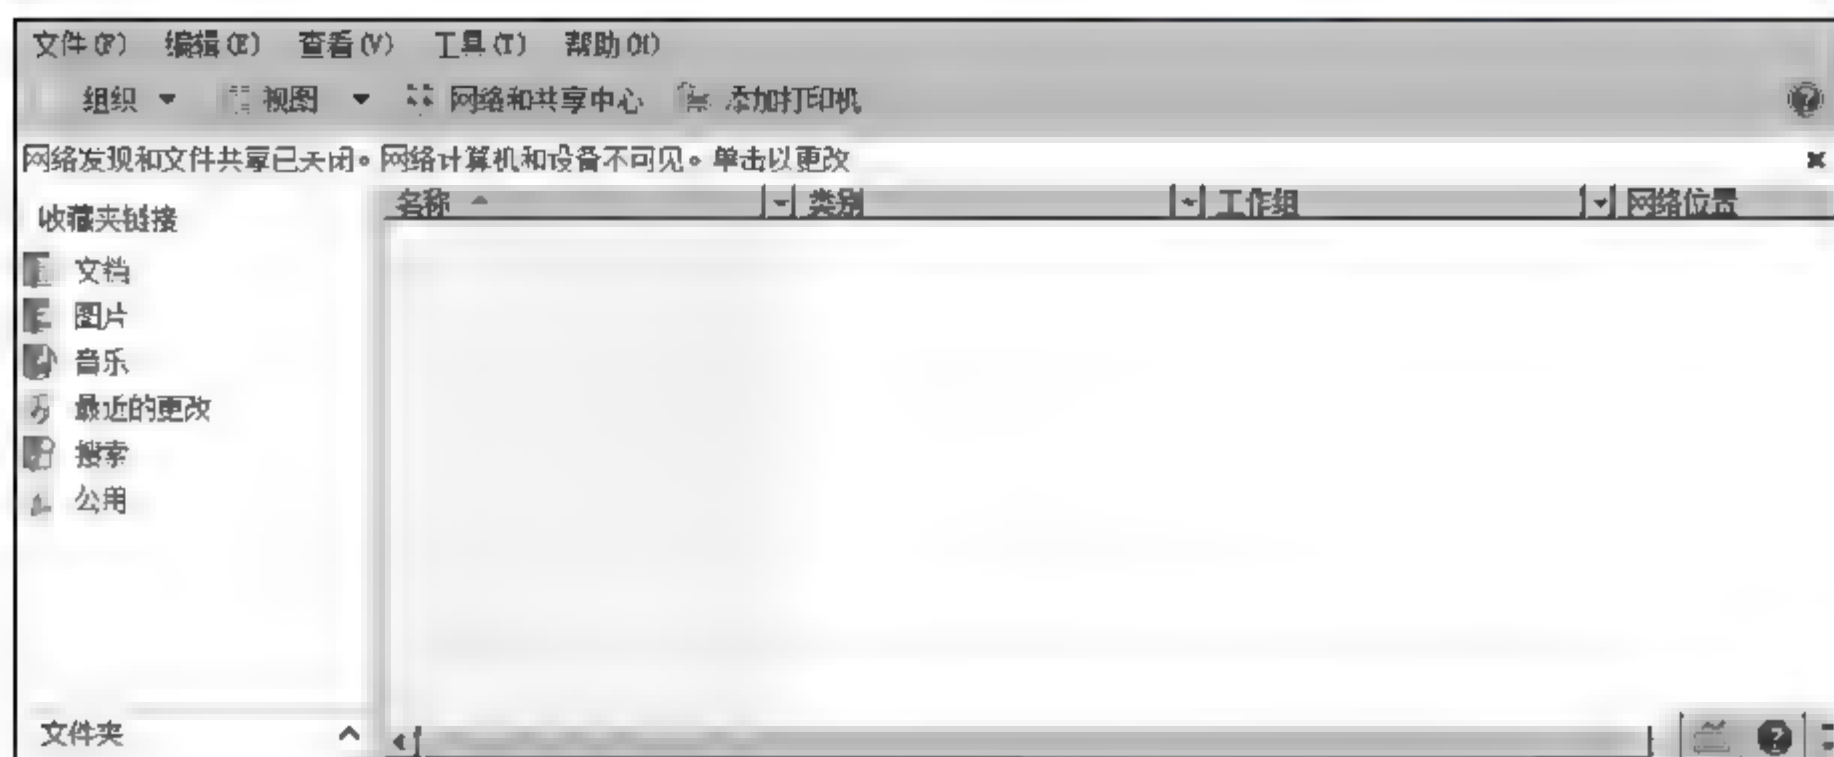 文件(F) 编辑(E) 查看(V) 工具(T) 帮助(H)
组织 视图 网络和共享中心 添加打印机
网络发现和文件共享已关闭。网络计算机和设备不可见。单击以更改
名称 类别 工作组 网络位置
收藏夹链接
文档
图片
音乐
最近的更改
搜索
公用
文件夹